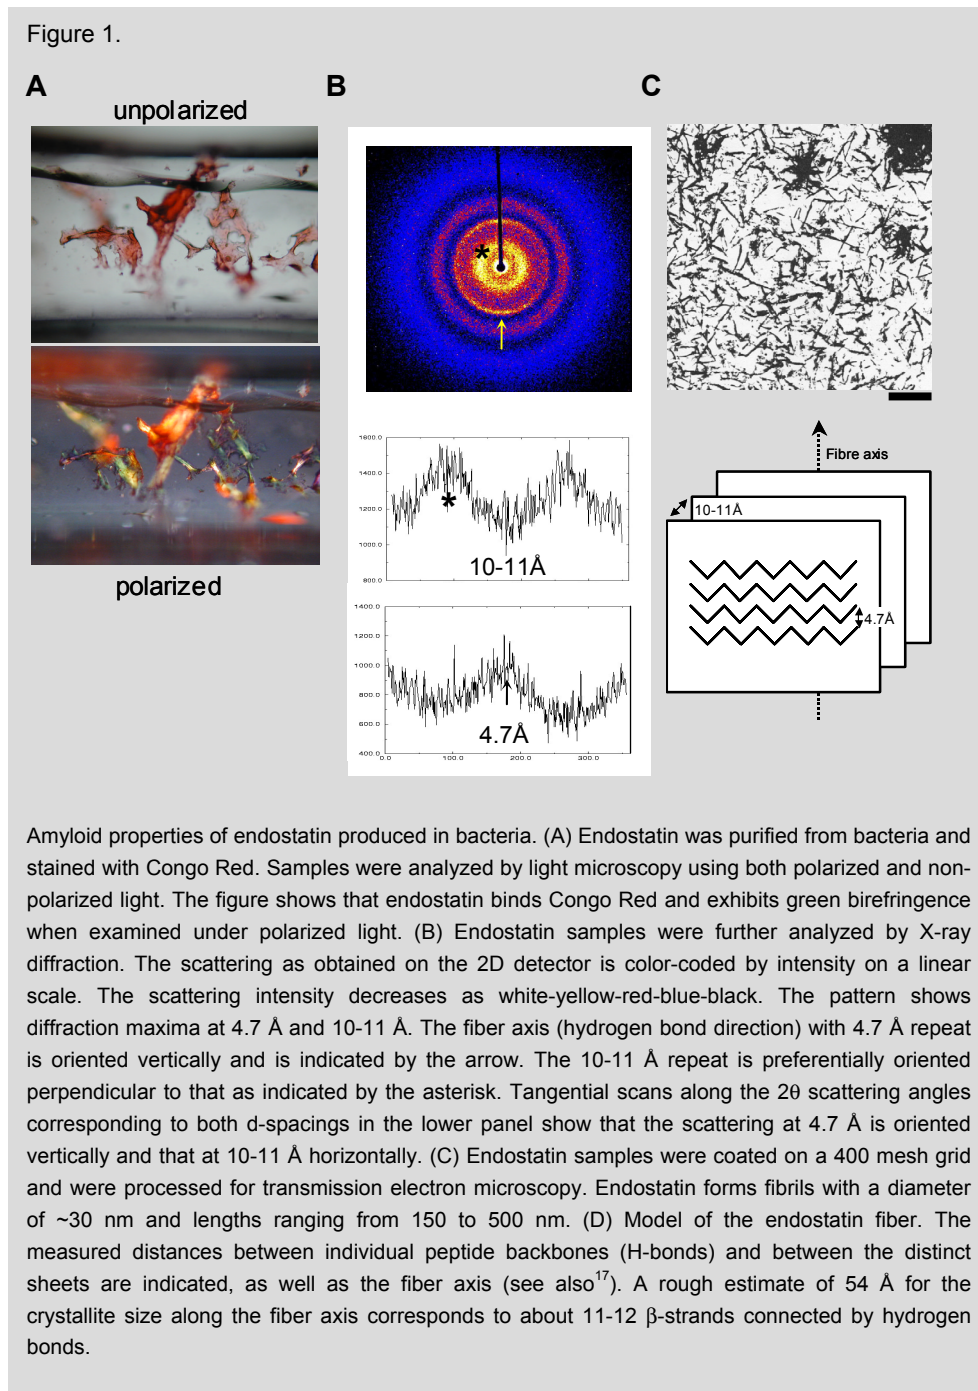 Figure 1.
A
B
C
unpolarized
*
polarized
1600.0
1400.0
1200.0
1000.0
800.0
*
10-11Å
1400.0
1200.0
1000.0
800.0
600.0
400.0
0.0
100.0
200.0
300.0
4.7Å
Fibre axis
10-11Å
4.7Å
Amyloid properties of endostatin produced in bacteria. (A) Endostatin was purified from bacteria and
stained with Congo Red. Samples were analyzed by light microscopy using both polarized and non-
polarized light. The figure shows that endostatin binds Congo Red and exhibits green birefringence
when examined under polarized light. (B) Endostatin samples were further analyzed by X-ray
diffraction. The scattering as obtained on the 2D detector is color-coded by intensity on a linear
scale. The scattering intensity decreases as white-yellow-red-blue-black. The pattern shows
diffraction maxima at 4.7 Å and 10-11 Å. The fiber axis (hydrogen bond direction) with 4.7 Å repeat
is oriented vertically and is indicated by the arrow. The 10-11 Å repeat is preferentially oriented
perpendicular to that as indicated by the asterisk. Tangential scans along the 2θ scattering angles
corresponding to both d-spacings in the lower panel show that the scattering at 4.7 Å is oriented
vertically and that at 10-11 Å horizontally. (C) Endostatin samples were coated on a 400 mesh grid
and were processed for transmission electron microscopy. Endostatin forms fibrils with a diameter
of ~30 nm and lengths ranging from 150 to 500 nm. (D) Model of the endostatin fiber. The
measured distances between individual peptide backbones (H-bonds) and between the distinct
sheets are indicated, as well as the fiber axis (see also17). A rough estimate of 54 Å for the
crystallite size along the fiber axis corresponds to about 11-12 β-strands connected by hydrogen
bonds.